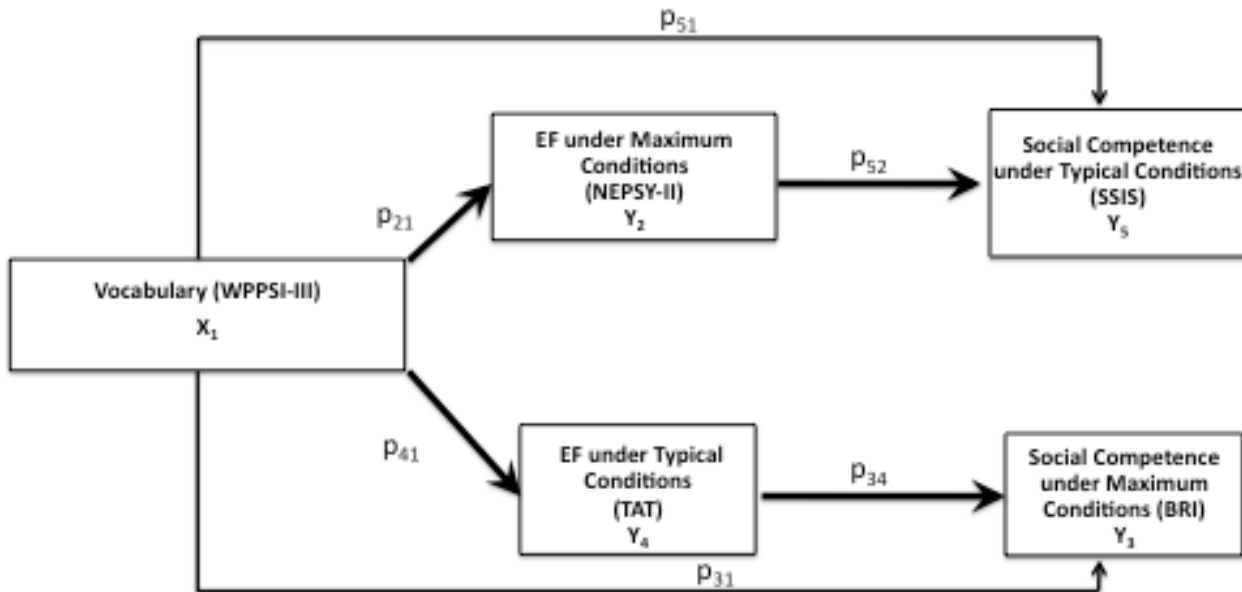 p51
EF under Maximum
Conditions
(NEPSY-II)
Y2
p52
Social Competence
under Typical Conditions
(SSIS)
Y5
p21
Vocabulary (WPPSI-III)
X1
p41
EF under Typical
Conditions
(TAT)
Y4
p34
Social Competence
under Maximum
Conditions (BRI)
Y3
p31